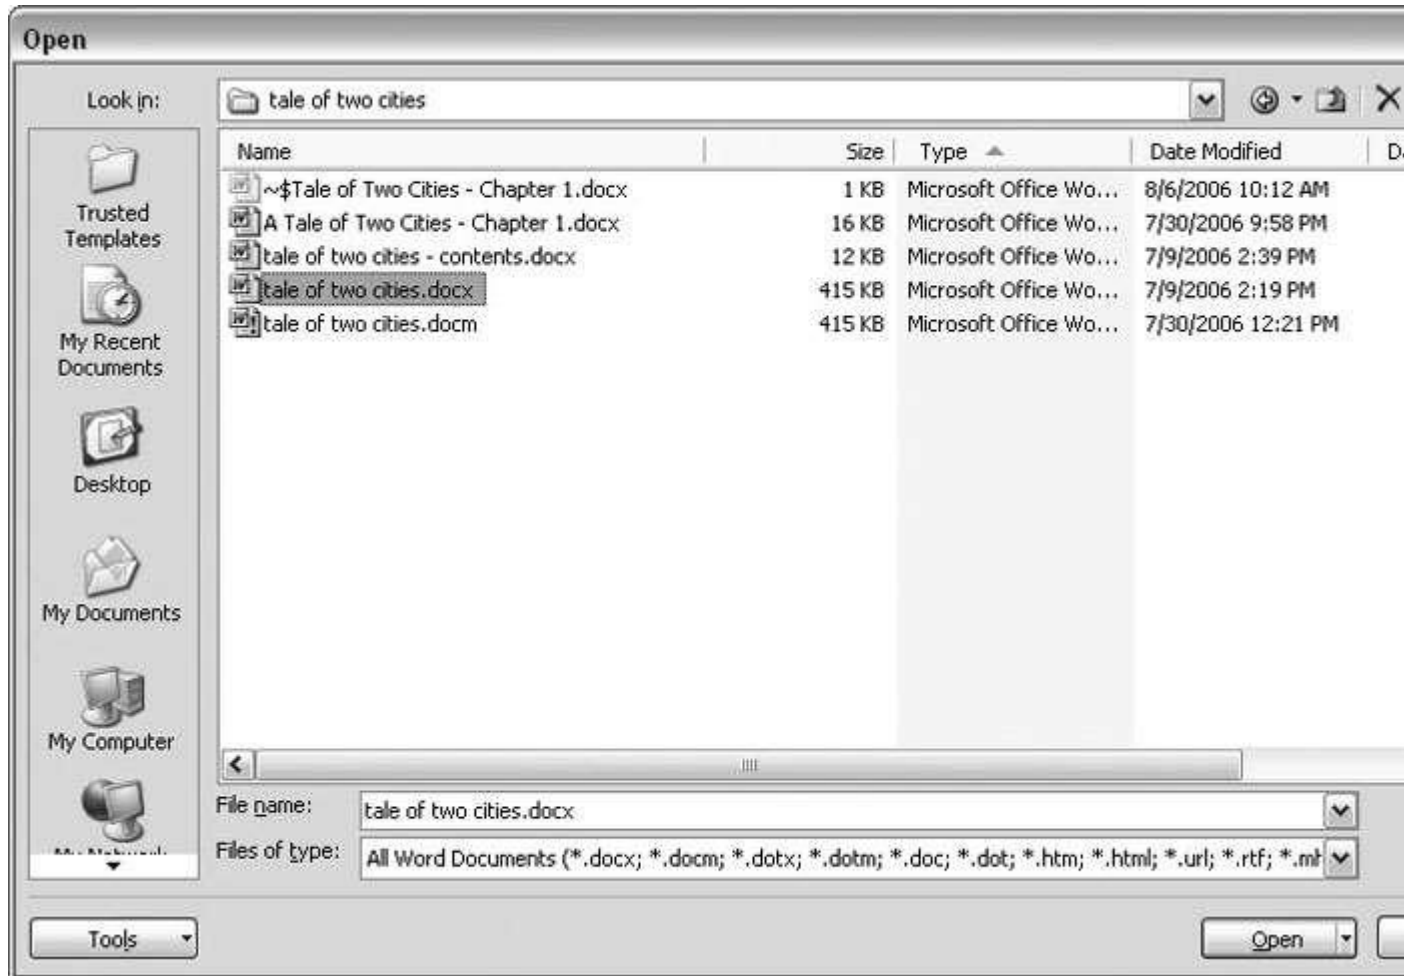 Open
Look in: tale of two cities
Name Size Type Date Modified
~$Tale of Two Cities - Chapter 1.docx 1 KB Microsoft Office Wo... 8/6/2006 10:12 AM
A Tale of Two Cities - Chapter 1.docx 16 KB Microsoft Office Wo... 7/30/2006 9:58 PM
tale of two cities - contents.docx 12 KB Microsoft Office Wo... 7/9/2006 2:39 PM
tale of two cities.docx 415 KB Microsoft Office Wo... 7/9/2006 2:19 PM
tale of two cities.docm 415 KB Microsoft Office Wo... 7/30/2006 12:21 PM
Trusted
Templates
My Recent
Documents
Desktop
My Documents
My Computer
File name: tale of two cities.docx
Files of type: All Word Documents (*.docx; *.docm; *.dotx; *.dotm; *.doc; *.dot; *.htm; *.html; *.url; *.rtf;
Tools
Open